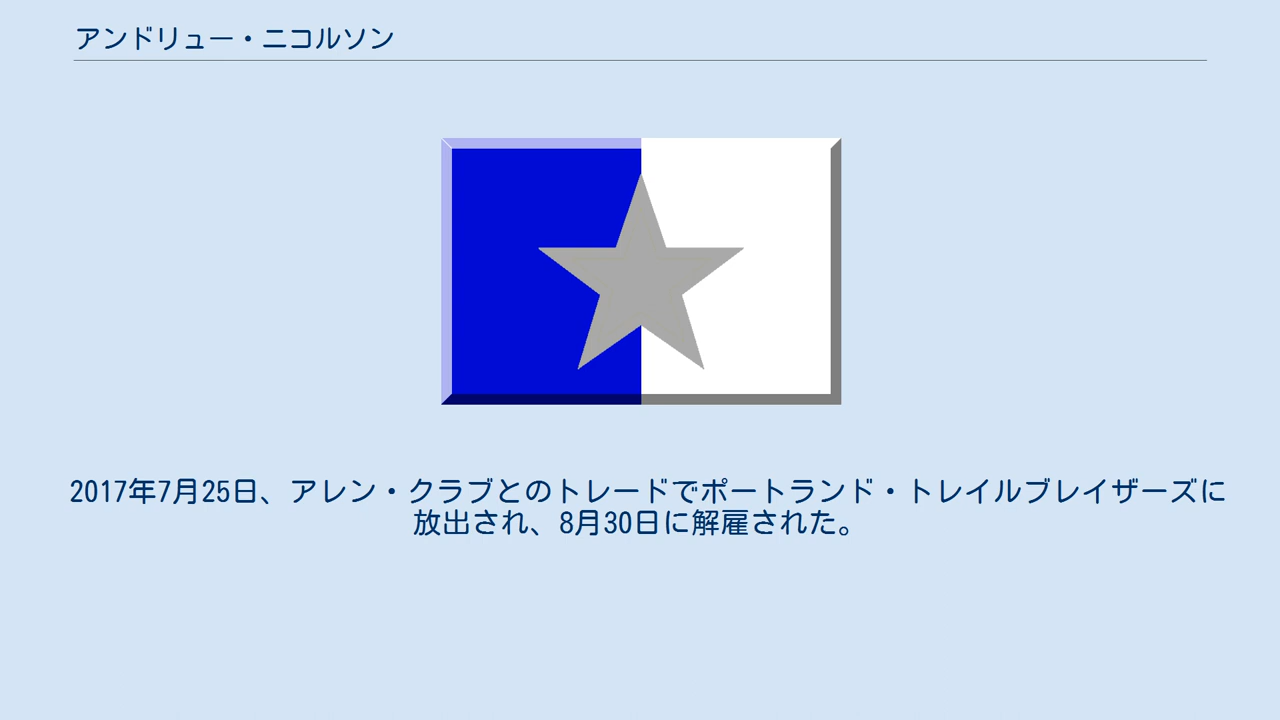 アンドリュー・ニコルソン
2017年7月25日、アレン・クラブとのトレードでポートランド・トレイルブレイザーズに
放出され、8月30日に解雇された。